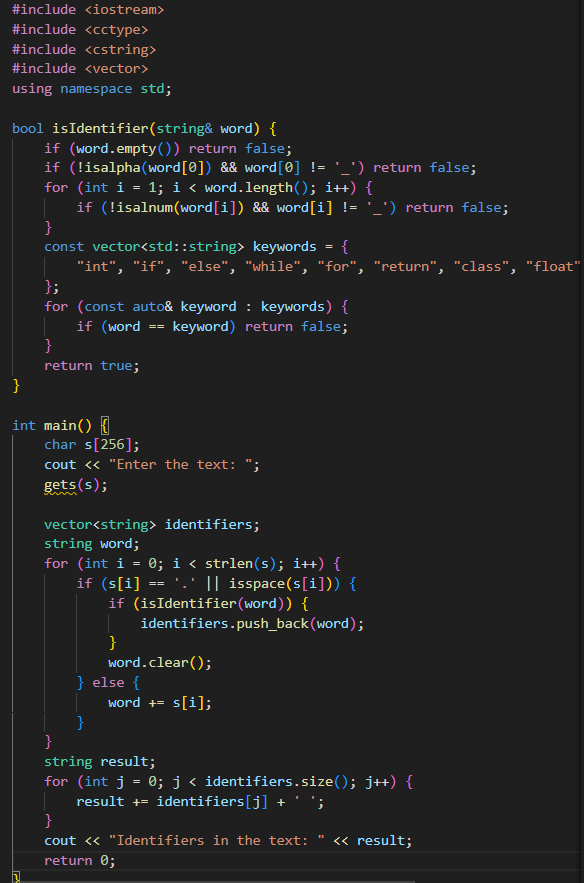 #include <iostream>
#include <cctype>
#include <cstring>
#include <vector>
using namespace std;

bool isIdentifier(string& word) {
    if (word.empty()) return false;
    if (!isalpha(word[0]) && word[0] != '_') return false;
    for (int i = 1; i < word.length(); i++) {
        if (!isalnum(word[i]) && word[i] != '_') return false;
    }
    const vector<std::string> keywords = {
        "int", "if", "else", "while", "for", "return", "class", "float"
    };
    for (const auto& keyword : keywords) {
        if (word == keyword) return false;
    }
    return true;
}

int main() {
    char s[256];
    cout << "Enter the text: ";
    gets(s);

    vector<string> identifiers;
    string word;
    for (int i = 0; i < strlen(s); i++) {
        if (s[i] == '.' || isspace(s[i])) {
            if (isIdentifier(word)) {
                identifiers.push_back(word);
            }
            word.clear();
        } else {
            word += s[i];
        }
    }
    string result;
    for (int j = 0; j < identifiers.size(); j++) {
        result += identifiers[j] + ' ';
    }
    cout << "Identifiers in the text: " << result;
    return 0;
}